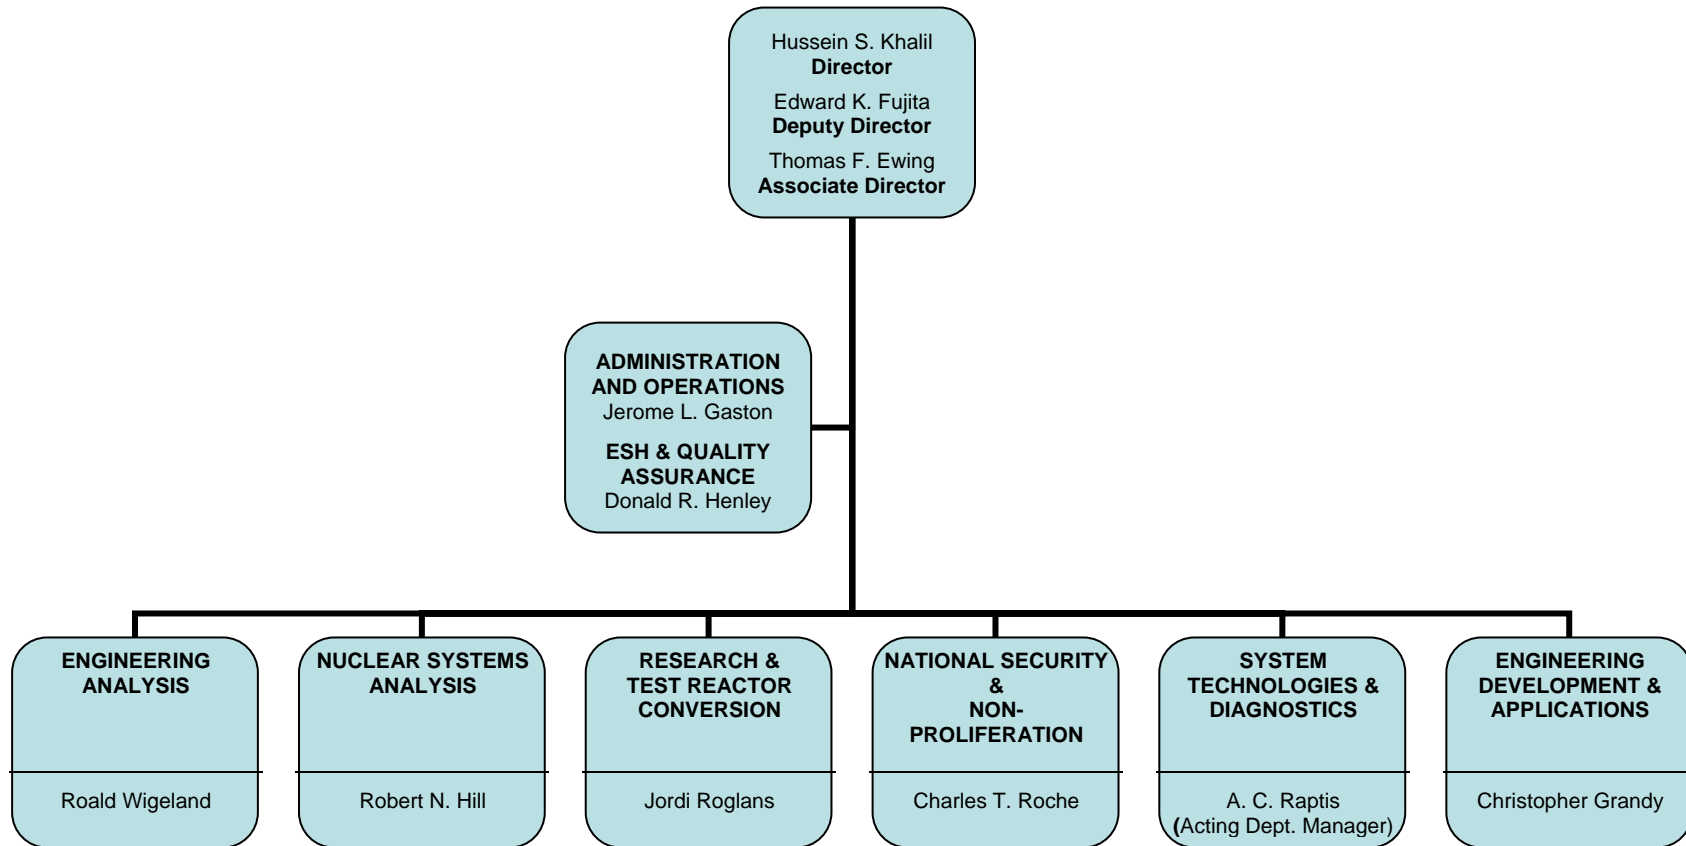 Hussein S. Khalil
Director
Edward K. Fujita
Deputy Director
Thomas F. Ewing
Associate Director
ADMINISTRATION
AND OPERATIONS
Jerome L. Gaston
ESH & QUALITY
ASSURANCE
Donald R. Henley
ENGINEERING
ANALYSIS
Roald Wigeland
NUCLEAR SYSTEMS
ANALYSIS
Robert N. Hill
RESEARCH &
TEST REACTOR
CONVERSION
Jordi Roglans
NATIONAL SECURITY
&
NON-
PROLIFERATION
Charles T. Roche
SYSTEM
TECHNOLOGIES &
DIAGNOSTICS
A. C. Raptis
(Acting Dept. Manager)
ENGINEERING
DEVELOPMENT &
APPLICATIONS
Christopher Grandy